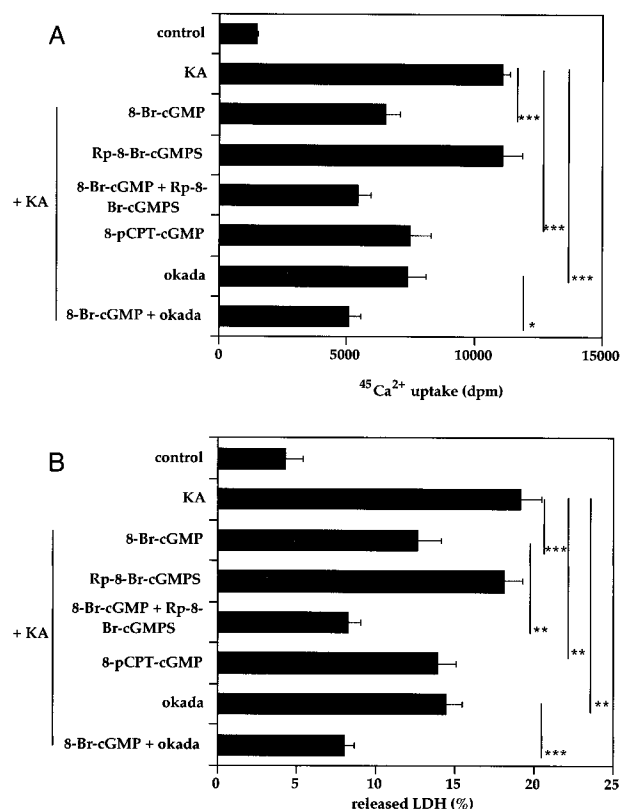 A
control
KA
+ KA
8-Br-cGMP
Rp-8-Br-cGMPS
8-Br-cGMP + Rp-8-
Br-cGMPS
8-pCPT-cGMP
okada
8-Br-cGMP + okada
***
***
***
*
0 5000 10000 15000
45Ca2+ uptake (dpm)
B
control
KA
+ KA
8-Br-cGMP
Rp-8-Br-cGMPS
8-Br-cGMP + Rp-8-
Br-cGMPS
8-pCPT-cGMP
okada
8-Br-cGMP + okada
***
**
**
**
***
0 5 10 15 20 25
released LDH (%)